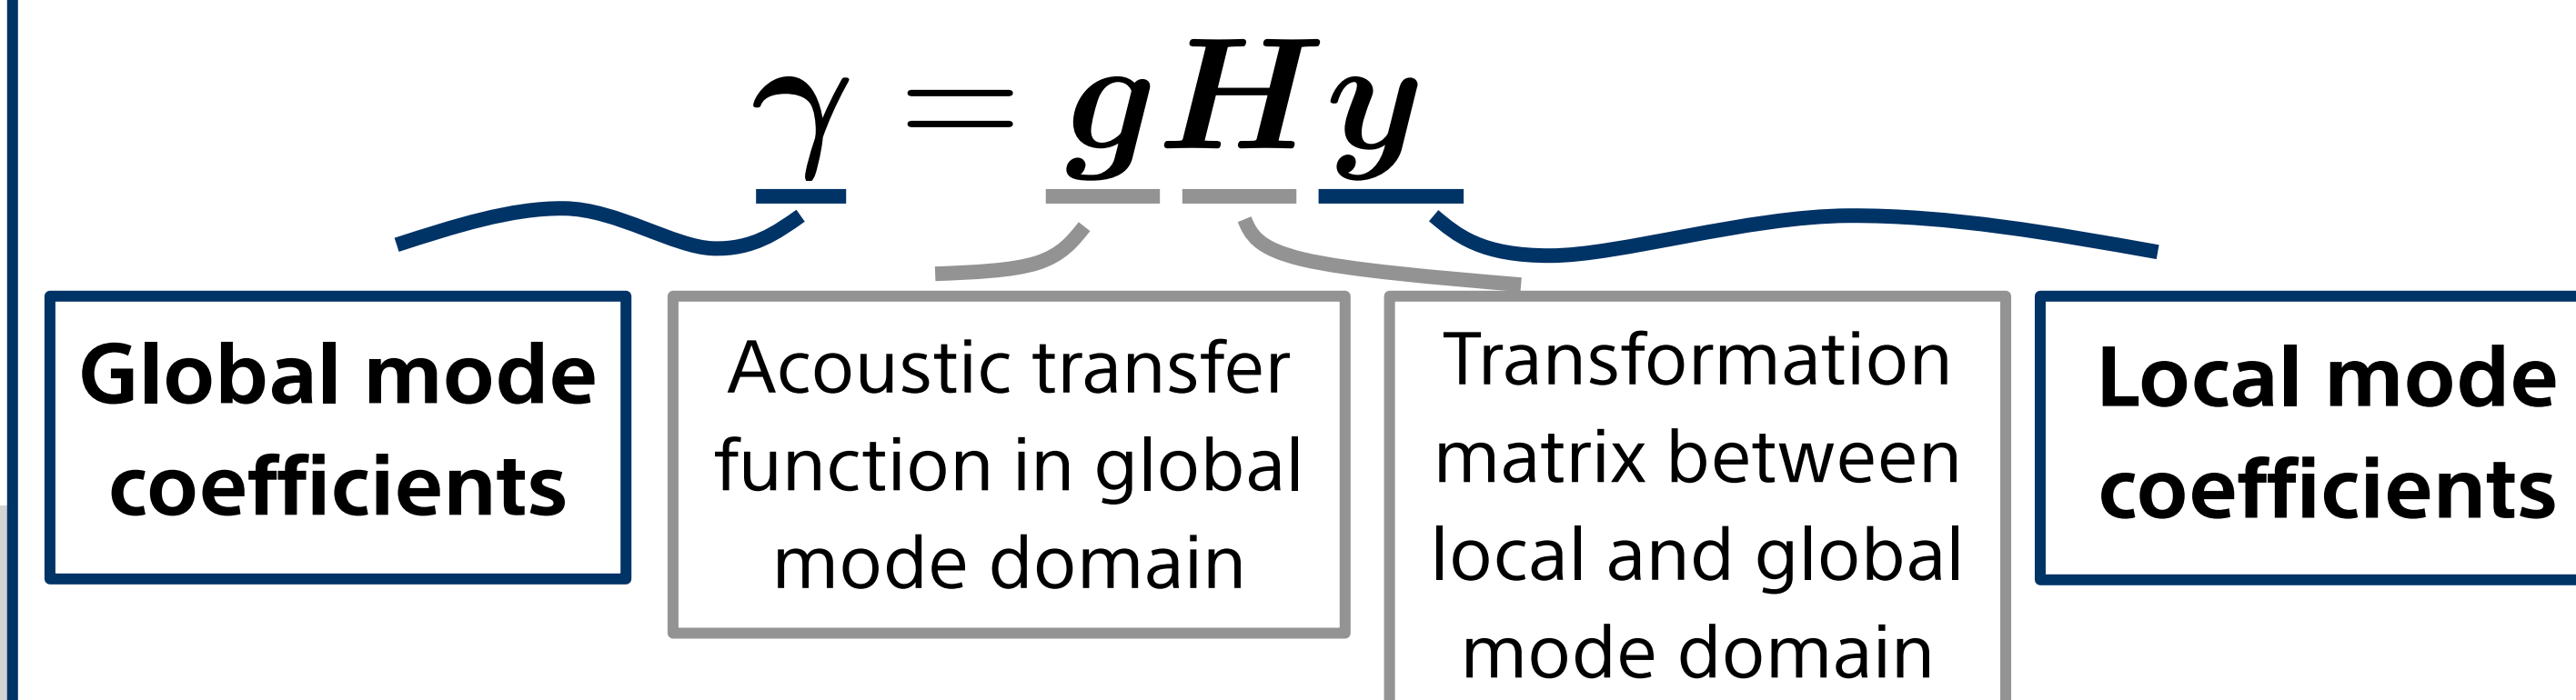 γ = gHy
Global mode
coefficients
Acoustic transfer
function in global
mode domain
Transformation
matrix between
local and global
mode domain
Local mode
coefficients